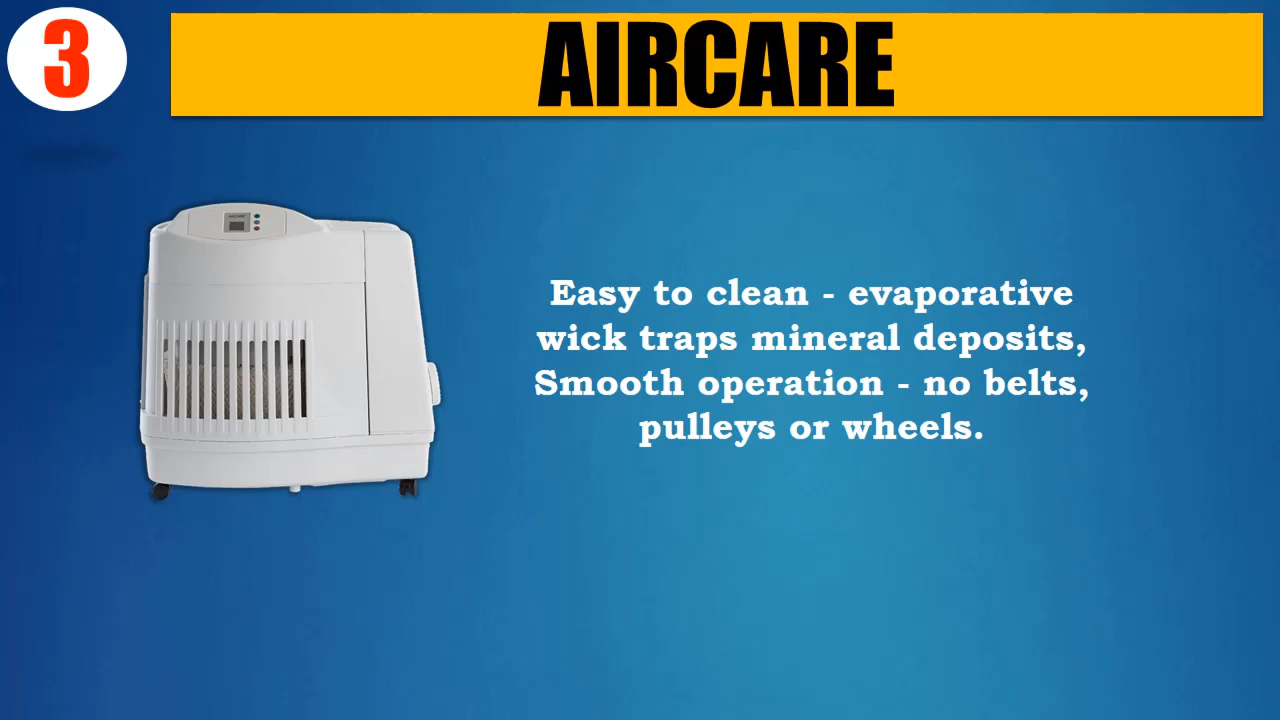 3
AIRCARE
Easy to clean - evaporative
wick traps mineral deposits,
Smooth operation - no belts,
pulleys or wheels.